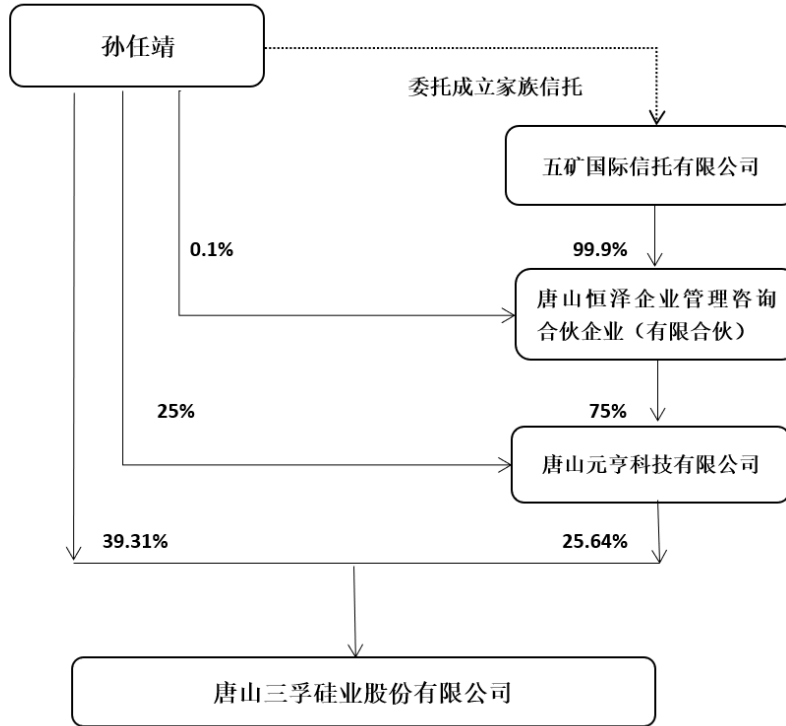 孙任靖
委托成立家族信托
五矿国际信托有限公司
0.1%
99.9%
唐山恒泽企业管理咨询
合伙企业（有限合伙）
25%
75%
唐山元亨科技有限公司
39.31%
25.64%
唐山三孚硅业股份有限公司